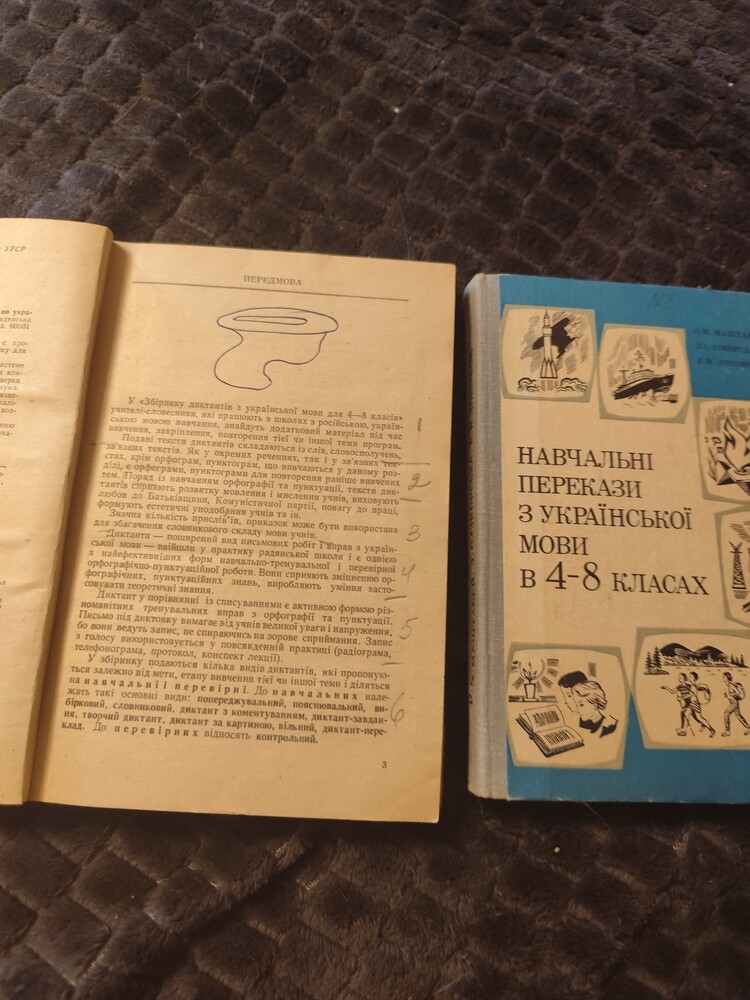 УРСР
по укра-
60501
ку для
ПЕРЕДМОВА
У «Збірнику диктантів з української мови для 4—8 класів»
учителі-словесники, які працюють в школах з російською, україн-
ською мовою навчання, знайдуть додатковий матеріал під час
вивчення, закріплення, повторення тієї чи іншої теми програм.
Подані тексти диктантів складаються із слів, словосполучень,
зв'язних текстів. Як у окремих реченнях, так і у зв'язних тек-
стах, крім орфограм, пунктограм, що вивчаються у даному роз-
ділі, є орфограми, пунктограми для повторення раніше вивчених
тем. Поряд із навчанням орфографії та пунктуації, тексти дик-
тантів сприяють розвитку мовлення і мислення учнів, виховують
любов до Батьківщини, Комуністичної партії, повагу до праці,
формують естетичні уподобання учнів та ін.
Значна кількість прислів'їв, приказок може бути використана
для збагачення словникового складу мови учнів.
Диктанти — поширений вид письмових робіт і вправ з україн-
ської мови — ввійшли у практику радянської школи і є однією
з найефективніших форм навчально-тренувальної і перевірної
орфографічно-пунктуаційної роботи. Вони сприяють зміцненню ор-
фографічних, пунктуаційних знань, виробляють уміння засто-
совувати теоретичні знання.
Диктант у порівнянні із списуваннями є активною формою різ-
номанітних тренувальних вправ з орфографії та пунктуації.
Письмо під диктовку вимагає від учнів великої уваги і напруження,
бо вони ведуть запис, не спираючись на зорове сприймання. Запис
з голосу використовується у повсякденній практиці (радіограма,
телефонограма, протокол, конспект лекції).
У збірнику подаються кілька видів диктантів, які пропоную-
ться залежно від мети, етапу вивчення тієї чи іншої теми і діляться
на навчальні і перевірні. До навчальних нале-
жать такі основні види: попереджувальний, пояснювальний, ви-
бірковий, словниковий, диктант з коментуванням, диктант-завдан-
ня, творчий диктант, диктант за картиною, вільний, диктант-пере-
клад. До перевірних відносять контрольний.
3
1
2
3
4
5
6
НАВЧАЛЬНІ
ПЕРЕКАЗИ
З УКРАЇНСЬКОЇ
МОВИ
В 4-8 КЛАСАХ